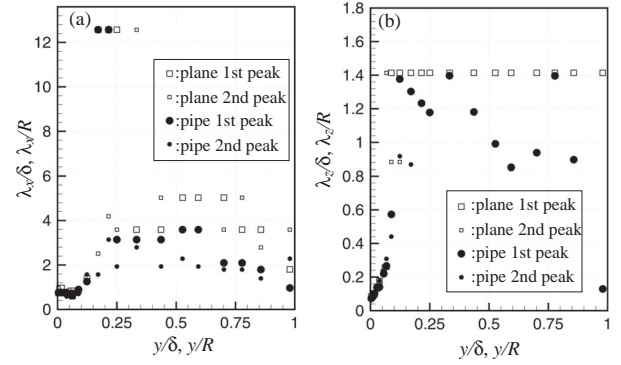 (a)
12
10
8
6
4
2
0
λx/δ, λx/R
□:plane 1st peak
□:plane 2nd peak
●:pipe 1st peak
•:pipe 2nd peak
0 0.25 0.5 0.75 1
y/δ, y/R
(b)
1.8
1.6
1.4
1.2
1
0.8
0.6
0.4
0.2
0
λz/δ, λz/R
□:plane 1st peak
□:plane 2nd peak
●:pipe 1st peak
•:pipe 2nd peak
0 0.25 0.5 0.75 1
y/δ, y/R